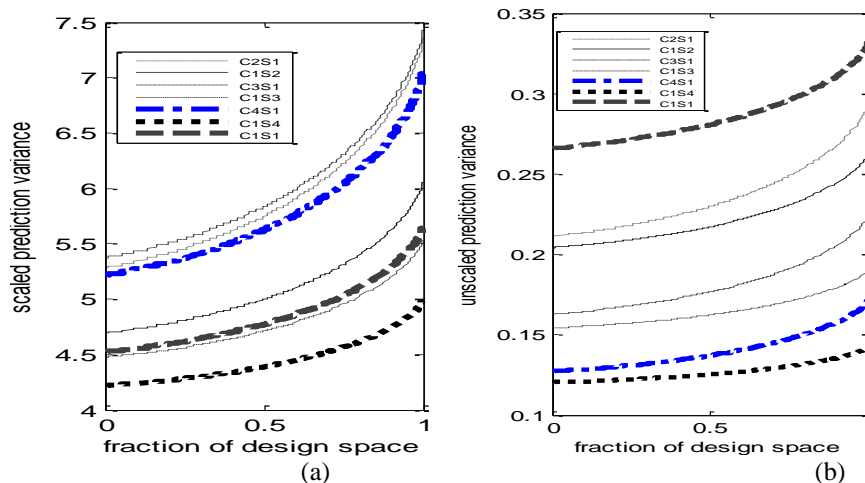 7.5
7
6.5
6
5.5
5
4.5
4
scaled prediction variance
C2S1
C1S2
C3S1
C1S3
C4S1
C1S4
C1S1
0
0.5
1
fraction of design space
(a)
0.35
0.3
0.25
0.2
0.15
0.1
unscaled prediction variance
C2S1
C1S2
C3S1
C1S3
C4S1
C1S4
C1S1
0
0.5
fraction of design space
(b)